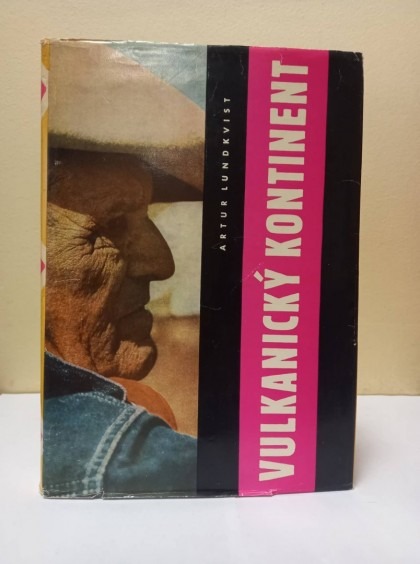 ARTUR LUNDKVIST
VULKANICKÝ KONTINENT